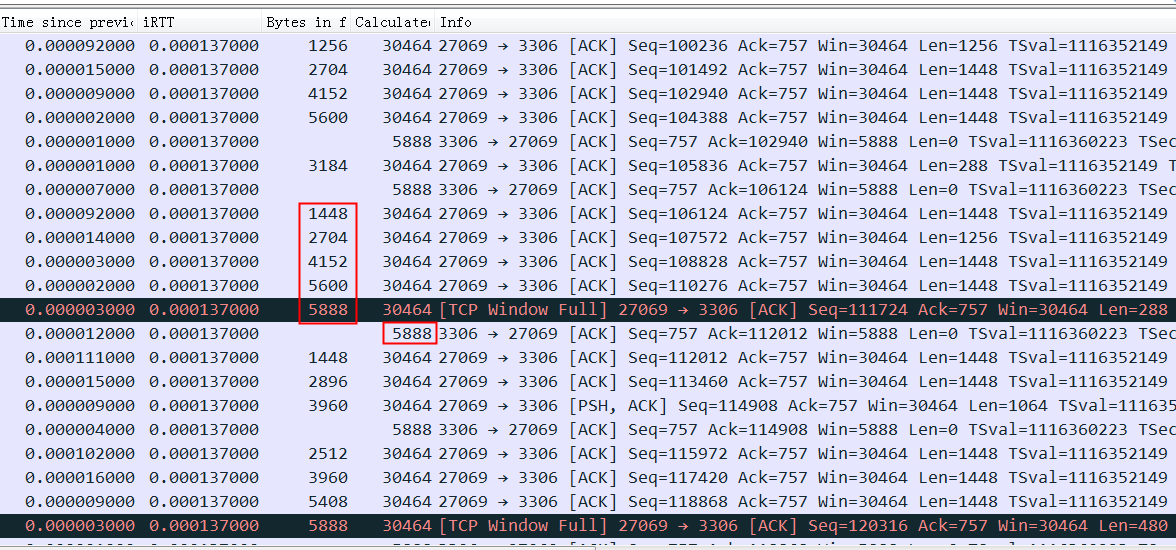 Time since previ iRTT Bytes in f Calculate Info
0.000092000 0.000137000 1256 30464 27069 → 3306 [ACK] Seq=100236 Ack=757 Win=30464 Len=1256 TSval=1116352149
0.000015000 0.000137000 2704 30464 27069 → 3306 [ACK] Seq=101492 Ack=757 Win=30464 Len=1448 TSval=1116352149
0.000009000 0.000137000 4152 30464 27069 → 3306 [ACK] Seq=102940 Ack=757 Win=30464 Len=1448 TSval=1116352149
0.000002000 0.000137000 5600 30464 27069 → 3306 [ACK] Seq=104388 Ack=757 Win=30464 Len=1448 TSval=1116352149
0.000001000 0.000137000 5888 3306 → 27069 [ACK] Seq=757 Ack=102940 Win=5888 Len=0 TSval=1116360223 TSec
0.000001000 0.000137000 3184 30464 27069 → 3306 [ACK] Seq=105836 Ack=757 Win=30464 Len=288 TSval=1116352149 T
0.000007000 0.000137000 5888 3306 → 27069 [ACK] Seq=757 Ack=106124 Win=5888 Len=0 TSval=1116360223 TSec
0.000092000 0.000137000 1448 30464 27069 → 3306 [ACK] Seq=106124 Ack=757 Win=30464 Len=1448 TSval=1116352149
0.000014000 0.000137000 2704 30464 27069 → 3306 [ACK] Seq=107572 Ack=757 Win=30464 Len=1256 TSval=1116352149
0.000003000 0.000137000 4152 30464 27069 → 3306 [ACK] Seq=108828 Ack=757 Win=30464 Len=1448 TSval=1116352149
0.000002000 0.000137000 5600 30464 27069 → 3306 [ACK] Seq=110276 Ack=757 Win=30464 Len=1448 TSval=1116352149
0.000003000 0.000137000 5888 30464 [TCP Window Full] 27069 → 3306 [ACK] Seq=111724 Ack=757 Win=30464 Len=288
0.000012000 0.000137000 5888 3306 → 27069 [ACK] Seq=757 Ack=112012 Win=5888 Len=0 TSval=1116360223 TSec
0.000111000 0.000137000 1448 30464 27069 → 3306 [ACK] Seq=112012 Ack=757 Win=30464 Len=1448 TSval=1116352149
0.000015000 0.000137000 2896 30464 27069 → 3306 [ACK] Seq=113460 Ack=757 Win=30464 Len=1448 TSval=1116352149
0.000009000 0.000137000 3960 30464 27069 → 3306 [PSH, ACK] Seq=114908 Ack=757 Win=30464 Len=1064 TSval=111635
0.000004000 0.000137000 5888 3306 → 27069 [ACK] Seq=757 Ack=114908 Win=5888 Len=0 TSval=1116360223 TSec
0.000102000 0.000137000 2512 30464 27069 → 3306 [ACK] Seq=115972 Ack=757 Win=30464 Len=1448 TSval=1116352149
0.000016000 0.000137000 3960 30464 27069 → 3306 [ACK] Seq=117420 Ack=757 Win=30464 Len=1448 TSval=1116352149
0.000009000 0.000137000 5408 30464 27069 → 3306 [ACK] Seq=118868 Ack=757 Win=30464 Len=1448 TSval=1116352149
0.000003000 0.000137000 5888 30464 [TCP Window Full] 27069 → 3306 [ACK] Seq=120316 Ack=757 Win=30464 Len=480